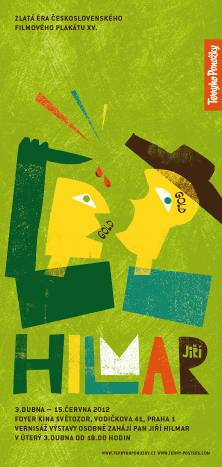 ZLATÁ ÉRA ČESKOSLOVENSKÉHO
FILMOVÉHO PLAKÁTU XV.
Terryho Ponožky
GOLD
GOLD
HILMAR
Jiří
3.DUBNA – 15.ČERVNA 2012
FOYER KINA SVĚTOZOR, VODIČKOVA 41, PRAHA 1
VERNISÁŽ VÝSTAVY OSOBNĚ ZAHÁJÍ PAN JIŘÍ HILMAR
V ÚTERÝ 3.DUBNA OD 18.00 HODIN
WWW.TERRYHOPONOZKY.CZ WWW.TERRY-POSTERS.COM